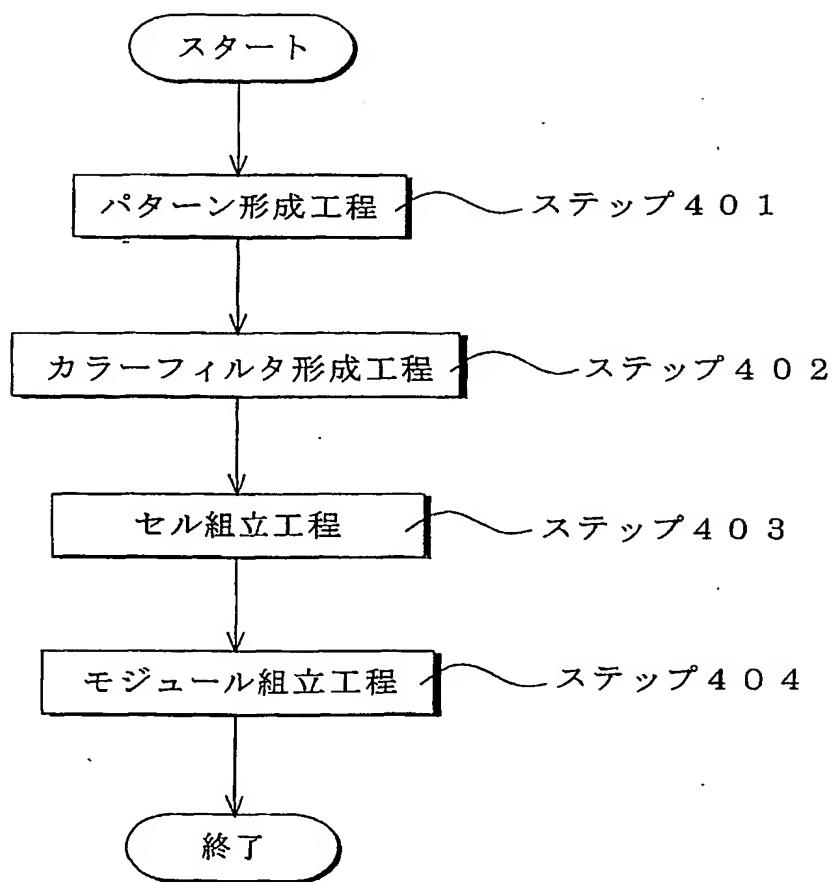 スタート
パターン形成工程 ステップ401
カラーフィルタ形成工程 ステップ402
セル組立工程 ステップ403
モジュール組立工程 ステップ404
終了